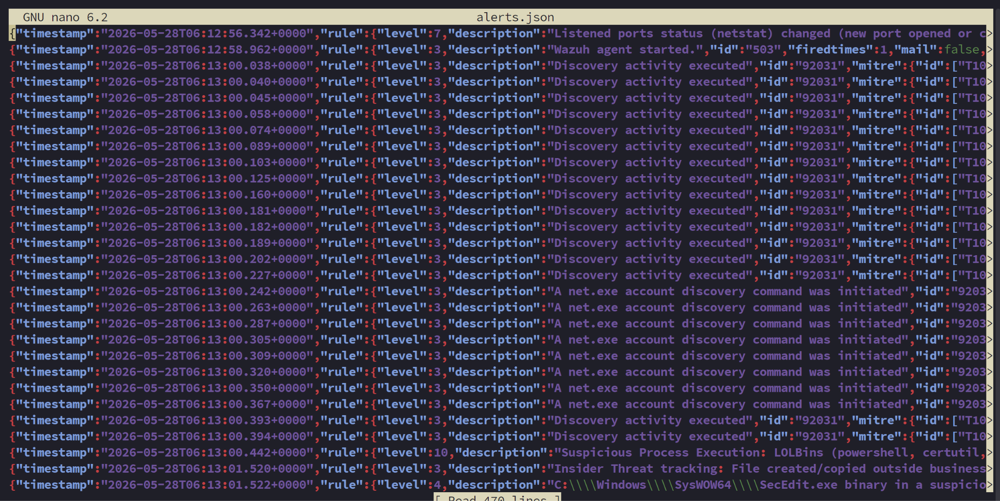 GNU nano 6.2 alerts.json
{"timestamp":"2026-05-28T06:12:56.342+0000","rule":{"level":7,"description":"Listened ports status (netstat) changed (new port opened or c>
{"timestamp":"2026-05-28T06:12:58.962+0000","rule":{"level":3,"description":"Wazuh agent started.","id":"503","firedtimes":1,"mail":false,>
{"timestamp":"2026-05-28T06:13:00.038+0000","rule":{"level":3,"description":"Discovery activity executed","id":"92031","mitre":{"id":["T10>
{"timestamp":"2026-05-28T06:13:00.040+0000","rule":{"level":3,"description":"Discovery activity executed","id":"92031","mitre":{"id":["T10>
{"timestamp":"2026-05-28T06:13:00.045+0000","rule":{"level":3,"description":"Discovery activity executed","id":"92031","mitre":{"id":["T10>
{"timestamp":"2026-05-28T06:13:00.058+0000","rule":{"level":3,"description":"Discovery activity executed","id":"92031","mitre":{"id":["T10>
{"timestamp":"2026-05-28T06:13:00.074+0000","rule":{"level":3,"description":"Discovery activity executed","id":"92031","mitre":{"id":["T10>
{"timestamp":"2026-05-28T06:13:00.089+0000","rule":{"level":3,"description":"Discovery activity executed","id":"92031","mitre":{"id":["T10>
{"timestamp":"2026-05-28T06:13:00.103+0000","rule":{"level":3,"description":"Discovery activity executed","id":"92031","mitre":{"id":["T10>
{"timestamp":"2026-05-28T06:13:00.125+0000","rule":{"level":3,"description":"Discovery activity executed","id":"92031","mitre":{"id":["T10>
{"timestamp":"2026-05-28T06:13:00.160+0000","rule":{"level":3,"description":"Discovery activity executed","id":"92031","mitre":{"id":["T10>
{"timestamp":"2026-05-28T06:13:00.181+0000","rule":{"level":3,"description":"Discovery activity executed","id":"92031","mitre":{"id":["T10>
{"timestamp":"2026-05-28T06:13:00.182+0000","rule":{"level":3,"description":"Discovery activity executed","id":"92031","mitre":{"id":["T10>
{"timestamp":"2026-05-28T06:13:00.189+0000","rule":{"level":3,"description":"Discovery activity executed","id":"92031","mitre":{"id":["T10>
{"timestamp":"2026-05-28T06:13:00.202+0000","rule":{"level":3,"description":"Discovery activity executed","id":"92031","mitre":{"id":["T10>
{"timestamp":"2026-05-28T06:13:00.227+0000","rule":{"level":3,"description":"Discovery activity executed","id":"92031","mitre":{"id":["T10>
{"timestamp":"2026-05-28T06:13:00.242+0000","rule":{"level":3,"description":"A net.exe account discovery command was initiated","id":"9203>
{"timestamp":"2026-05-28T06:13:00.263+0000","rule":{"level":3,"description":"A net.exe account discovery command was initiated","id":"9203>
{"timestamp":"2026-05-28T06:13:00.287+0000","rule":{"level":3,"description":"A net.exe account discovery command was initiated","id":"9203>
{"timestamp":"2026-05-28T06:13:00.305+0000","rule":{"level":3,"description":"A net.exe account discovery command was initiated","id":"9203>
{"timestamp":"2026-05-28T06:13:00.309+0000","rule":{"level":3,"description":"A net.exe account discovery command was initiated","id":"9203>
{"timestamp":"2026-05-28T06:13:00.320+0000","rule":{"level":3,"description":"A net.exe account discovery command was initiated","id":"9203>
{"timestamp":"2026-05-28T06:13:00.350+0000","rule":{"level":3,"description":"A net.exe account discovery command was initiated","id":"9203>
{"timestamp":"2026-05-28T06:13:00.367+0000","rule":{"level":3,"description":"A net.exe account discovery command was initiated","id":"9203>
{"timestamp":"2026-05-28T06:13:00.393+0000","rule":{"level":3,"description":"Discovery activity executed","id":"92031","mitre":{"id":["T10>
{"timestamp":"2026-05-28T06:13:00.394+0000","rule":{"level":3,"description":"Discovery activity executed","id":"92031","mitre":{"id":["T10>
{"timestamp":"2026-05-28T06:13:00.442+0000","rule":{"level":10,"description":"Suspicious Process Execution: LOLBins (powershell, certutil,>
{"timestamp":"2026-05-28T06:13:01.520+0000","rule":{"level":3,"description":"Insider Threat tracking: File created/copied outside business>
{"timestamp":"2026-05-28T06:13:01.522+0000","rule":{"level":4,"description":"C:\\\\Windows\\\\SysWOW64\\\\SecEdit.exe binary in a suspicio>
[ Read 470 lines ]